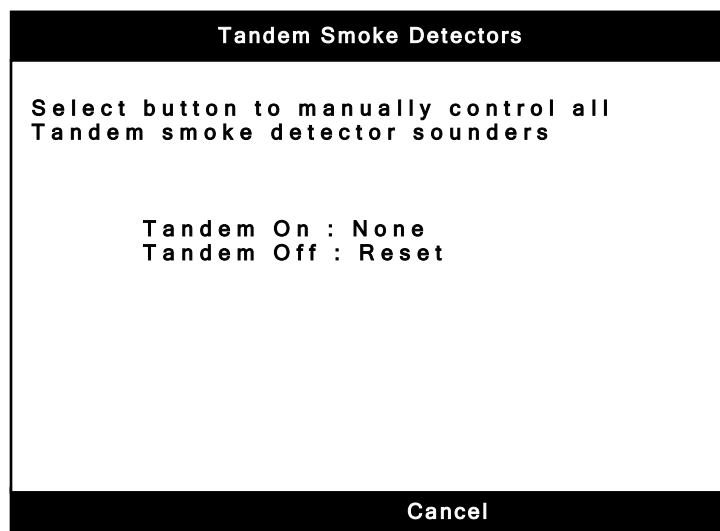 Tandem Smoke Detectors
Select button to manually control all
Tandem smoke detector sounders
Tandem On : None
Tandem Off : Reset
Cancel